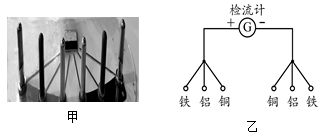 检流计
+ G -
铁 铝 铜 铜 铝 铁
甲 乙